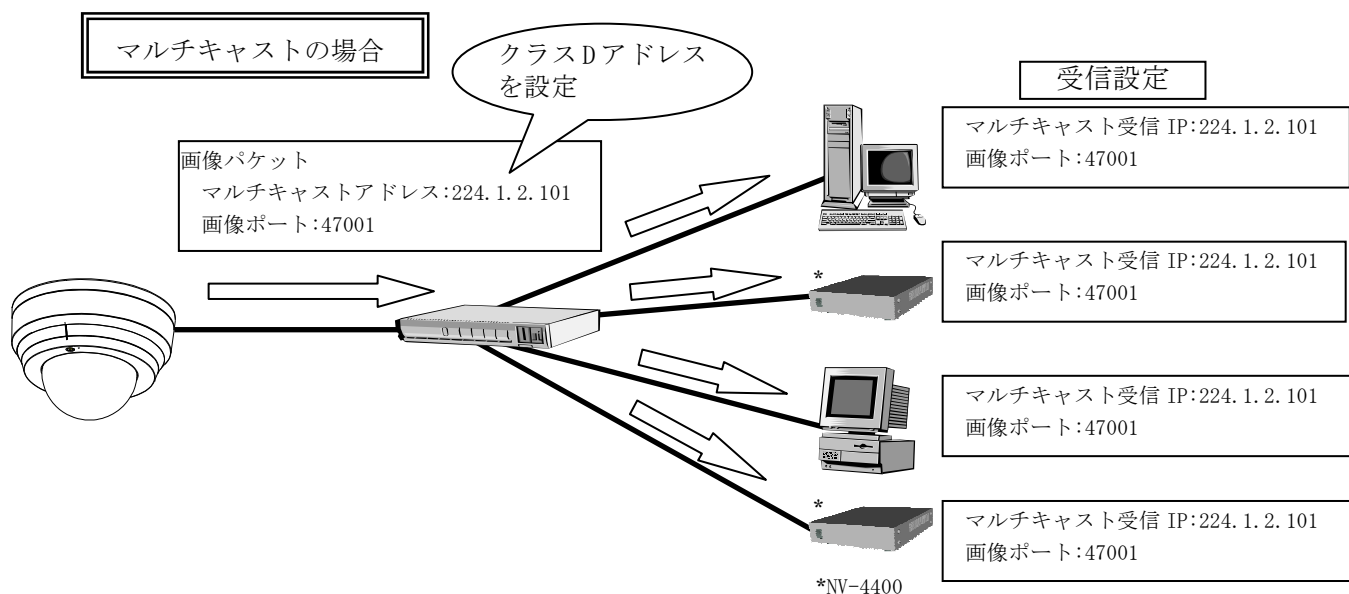 マルチキャストの場合
クラスDアドレス
を設定
受信設定
画像パケット
マルチキャストアドレス:224.1.2.101
画像ポート:47001
マルチキャスト受信 IP:224.1.2.101
画像ポート:47001
*
マルチキャスト受信 IP:224.1.2.101
画像ポート:47001
マルチキャスト受信 IP:224.1.2.101
画像ポート:47001
*
マルチキャスト受信 IP:224.1.2.101
画像ポート:47001
*NV-4400